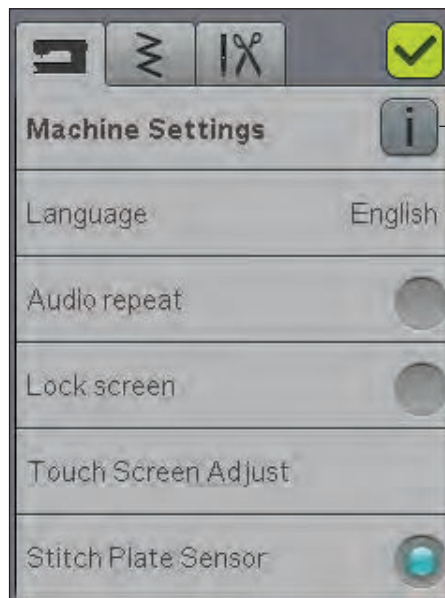 Machine Settings i
Language English
Audio repeat
Lock screen
Touch Screen Adjust
Stitch Plate Sensor